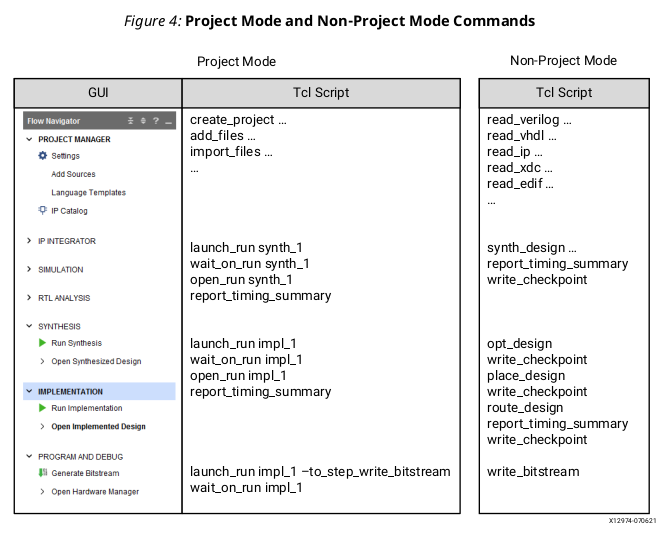 Figure 4: Project Mode and Non-Project Mode Commands
Project Mode
Non-Project Mode
GUI
Tcl Script
Tcl Script
Flow Navigator
PROJECT MANAGER
Settings
Add Sources
Language Templates
IP Catalog
IP INTEGRATOR
SIMULATION
RTL ANALYSIS
SYNTHESIS
Run Synthesis
Open Synthesized Design
IMPLEMENTATION
Run Implementation
Open Implemented Design
PROGRAM AND DEBUG
Generate Bitstream
Open Hardware Manager
create_project ...
add_files ...
import_files ...
...
launch_run synth_1
wait_on_run synth_1
open_run synth_1
report_timing_summary
launch_run impl_1
wait_on_run impl_1
open_run impl_1
report_timing_summary
launch_run impl_1 –to_step_write_bitstream
wait_on_run impl_1
read_verilog ...
read_vhdl ...
read_ip ...
read_xdc ...
read_edif ...
...
synth_design ...
report_timing_summary
write_checkpoint
opt_design
write_checkpoint
place_design
write_checkpoint
route_design
report_timing_summary
write_checkpoint
write_bitstream
X12974-070621